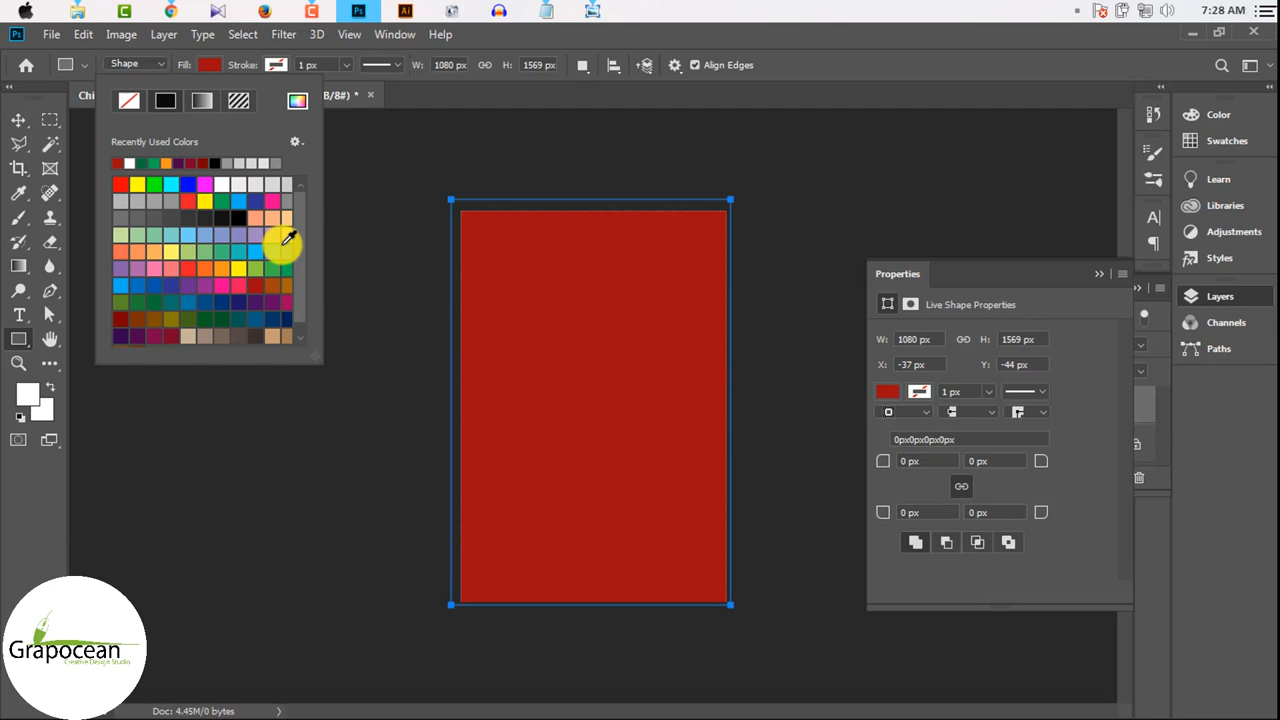 7:28 AM
Ps
File Edit Image Layer Type Select Filter 3D View Window Help
Shape Fill: Stroke: 1 px W: 1080 px H: 1569 px Align Edges
Chi
B/8#) *
Recently Used Colors
Color
Swatches
Learn
Libraries
Adjustments
Styles
Layers
Channels
Paths
Properties
Live Shape Properties
W: 1080 px H: 1569 px
X: -37 px Y: -44 px
1 px
0px0px0px0px
0 px 0 px
0 px 0 px
Grapocean
Creative Design Studio
Doc: 4.45M/0 bytes